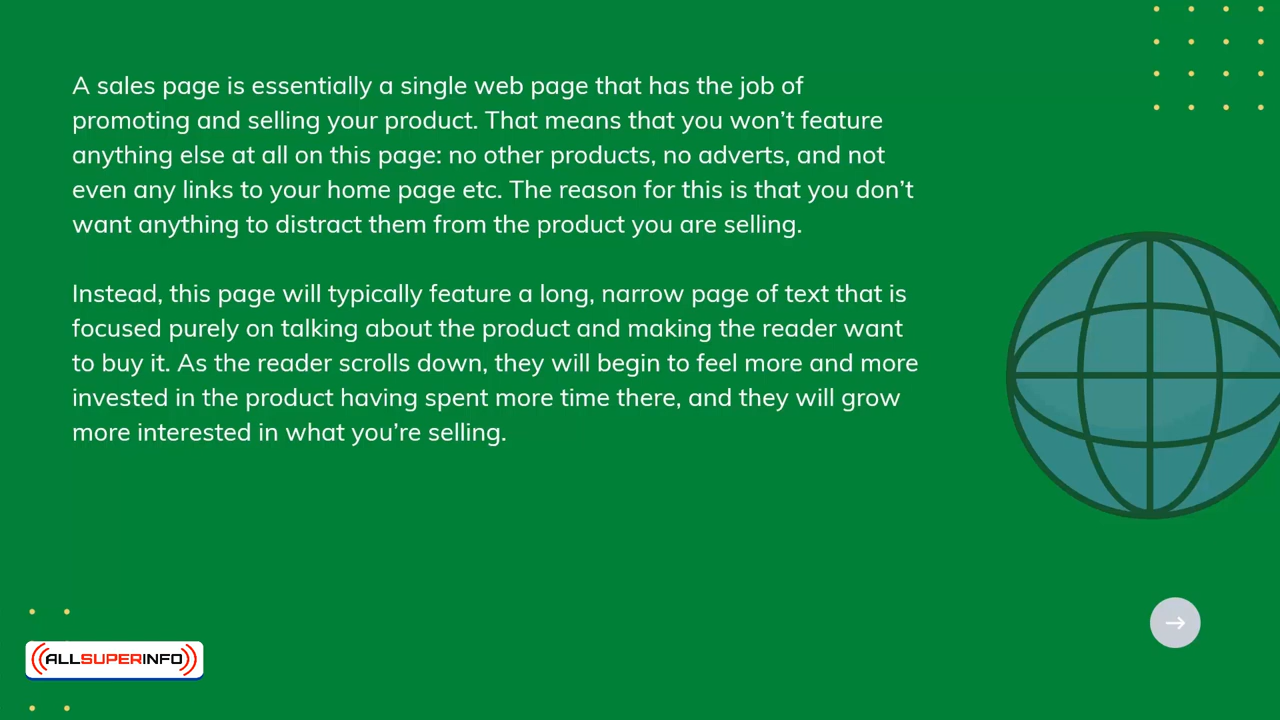 A sales page is essentially a single web page that has the job of
promoting and selling your product. That means that you won’t feature
anything else at all on this page: no other products, no adverts, and not
even any links to your home page etc. The reason for this is that you don’t
want anything to distract them from the product you are selling.
Instead, this page will typically feature a long, narrow page of text that is
focused purely on talking about the product and making the reader want
to buy it. As the reader scrolls down, they will begin to feel more and more
invested in the product having spent more time there, and they will grow
more interested in what you’re selling.
ALLSUPERINFO